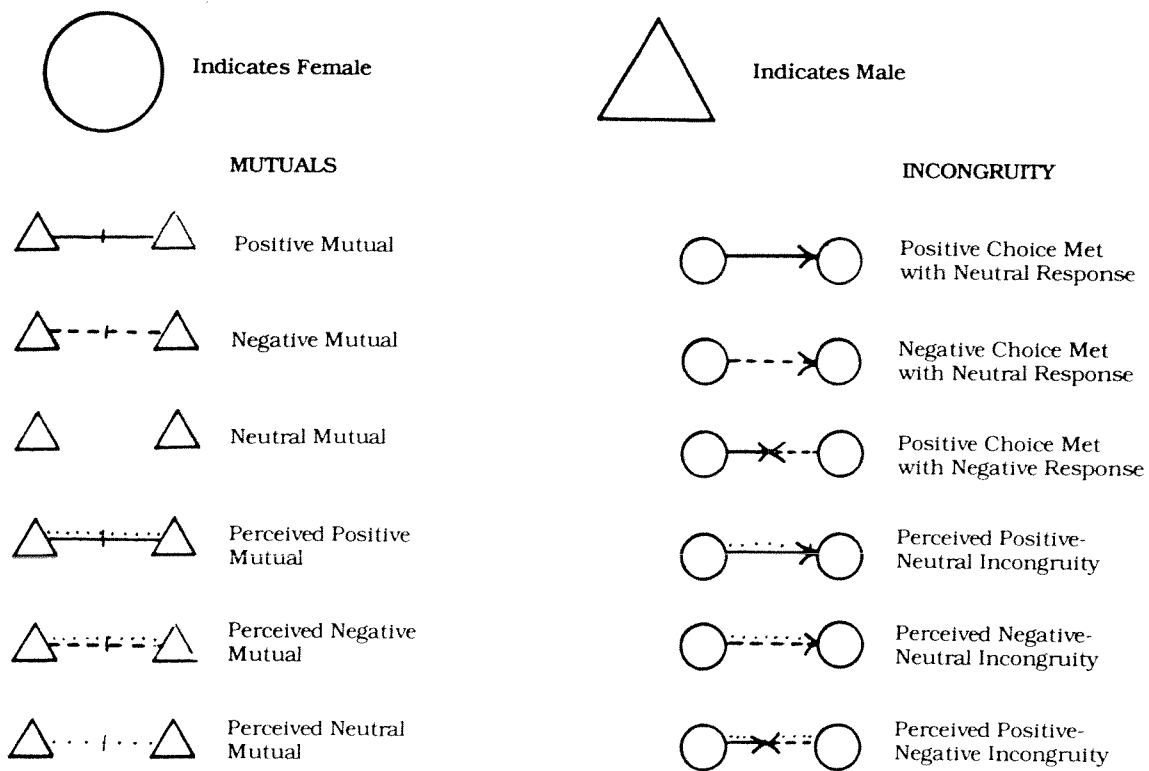 Indicates Female
Indicates Male
MUTUALS
Positive Mutual
Negative Mutual
Neutral Mutual
Perceived Positive
Mutual
Perceived Negative
Mutual
Perceived Neutral
Mutual
INCONGRUITY
Positive Choice Met
with Neutral Response
Negative Choice Met
with Neutral Response
Positive Choice Met
with Negative Response
Perceived Positive-
Neutral Incongruity
Perceived Negative-
Neutral Incongruity
Perceived Positive-
Negative Incongruity